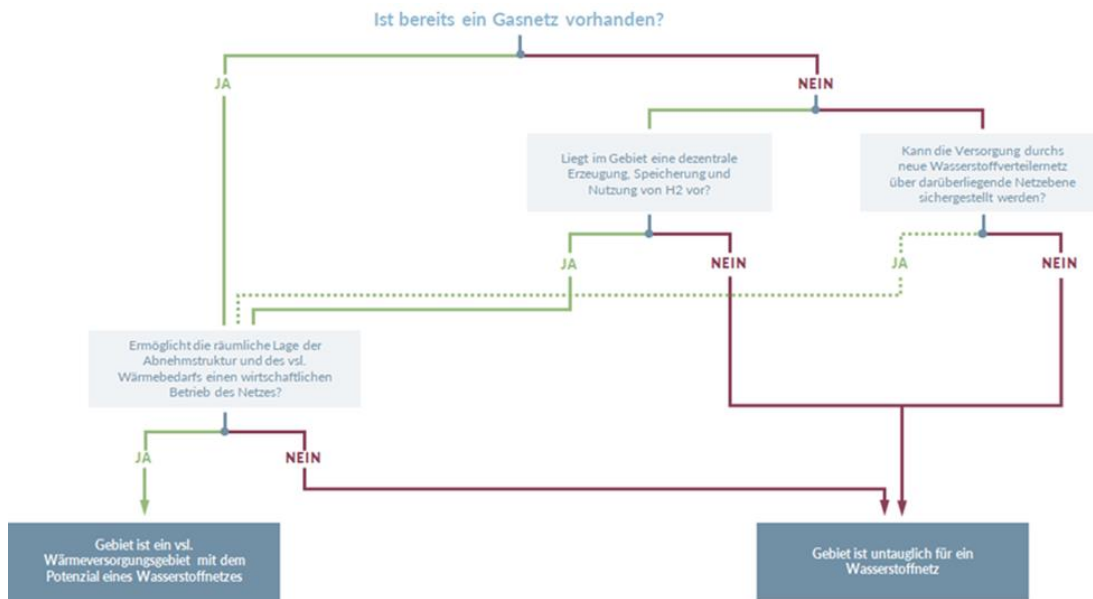 Ist bereits ein Gasnetz vorhanden?
JA
NEIN
Liegt im Gebiet eine dezentrale
Erzeugung, Speicherung und
Nutzung von H2 vor?
Kann die Versorgung durchs
neue Wasserstoffverteilernetz
über darüberliegende Netzebene
sichergestellt werden?
JA
NEIN
JA
NEIN
Ermöglicht die räumliche Lage der
Abnehmstruktur und des vsl.
Wärmebedarfs einen wirtschaftlichen
Betrieb des Netzes?
JA
NEIN
Gebiet ist ein vsl.
Wärmeversorgungsgebiet mit dem
Potenzial eines Wasserstoffnetzes
Gebiet ist untauglich für ein
Wasserstoffnetz